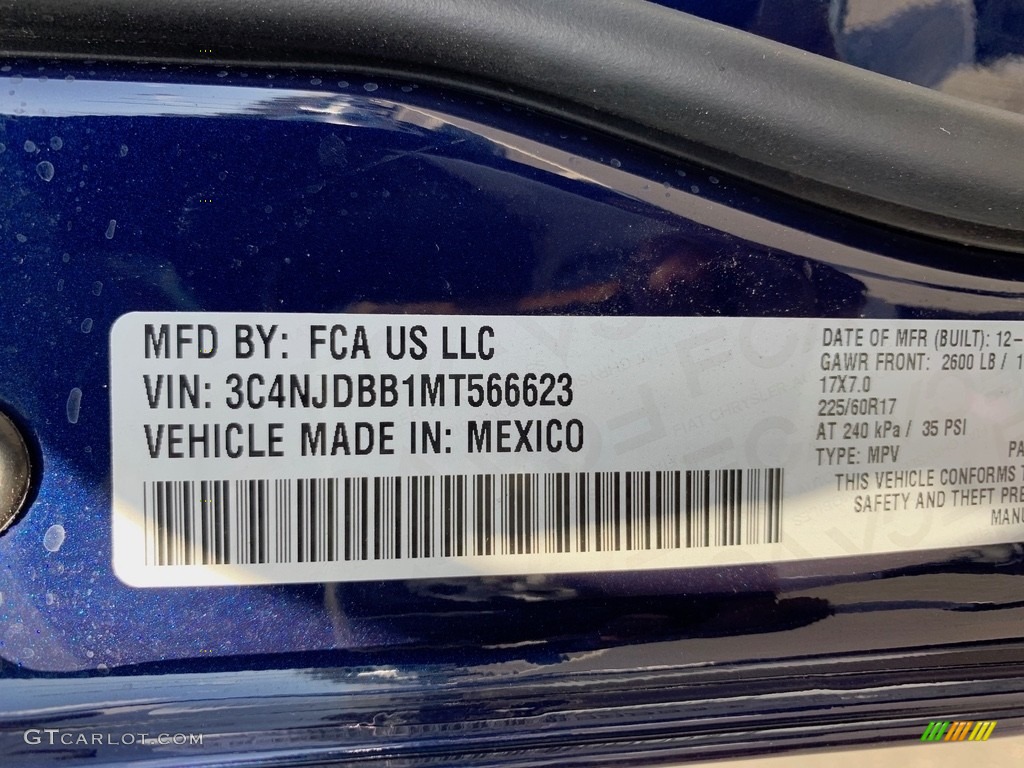 MFD BY: FCA US LLC
VIN: 3C4NJDBB1MT566623
VEHICLE MADE IN: MEXICO
DATE OF MFR (BUILT): 12-
GAWR FRONT: 2600 LB / 1
17X7.0
225/60R17
AT 240 kPa / 35 PSI
TYPE: MPV PA
THIS VEHICLE CONFORMS T
SAFETY AND THEFT PRE
MANU
GTCARLOT.COM